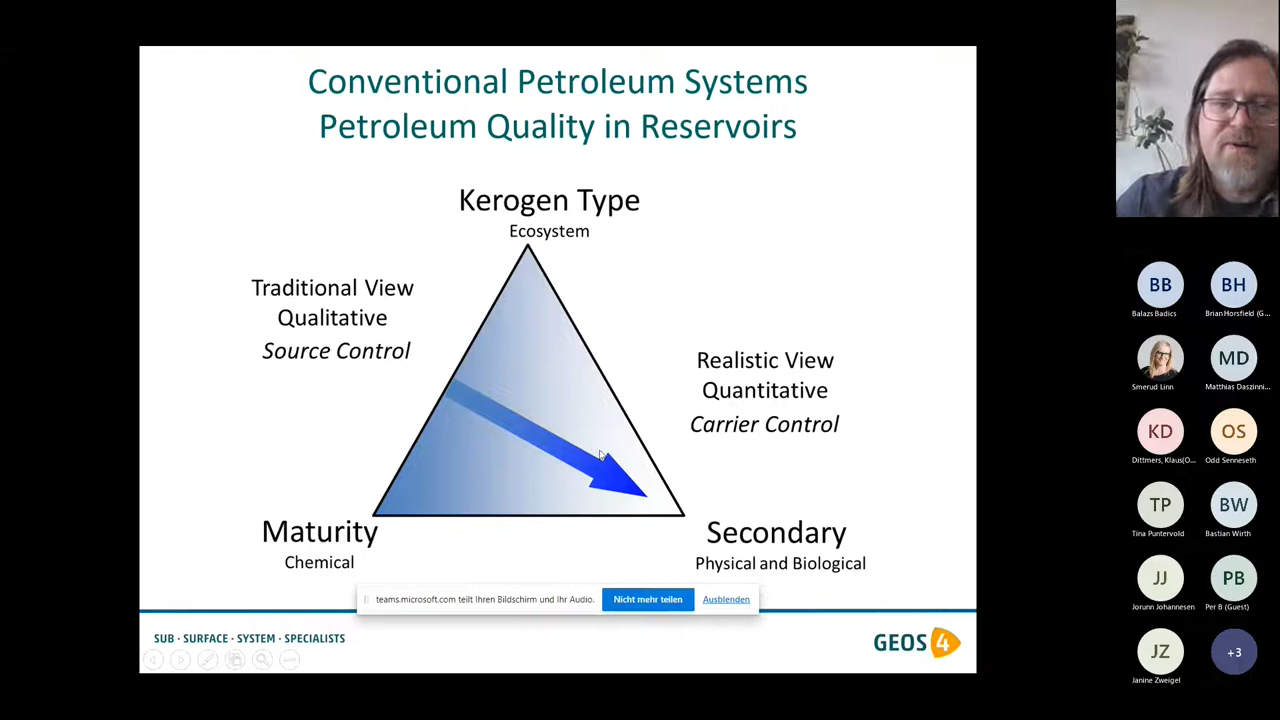 Conventional Petroleum Systems
Petroleum Quality in Reservoirs
Kerogen Type
Ecosystem
Traditional View
Qualitative
Source Control
Realistic View
Quantitative
Carrier Control
Maturity
Chemical
Secondary
Physical and Biological
teams.microsoft.com teilt Ihren Bildschirm und Ihr Audio.
Nicht mehr teilen
Ausblenden
SUB · SURFACE · SYSTEM · SPECIALISTS
GEOS4
BB
BH
Balazs Badics
Brian Horsfield (G...
MD
Smerud Linn
Matthias Daszinni...
KD
OS
Dittmers, Klaus(O...
Odd Senneseth
TP
BW
Tina Puntervold
Bastian Wirth
JJ
PB
Jorunn Johannesen
Per B (Guest)
JZ
+3
Janine Zweigel